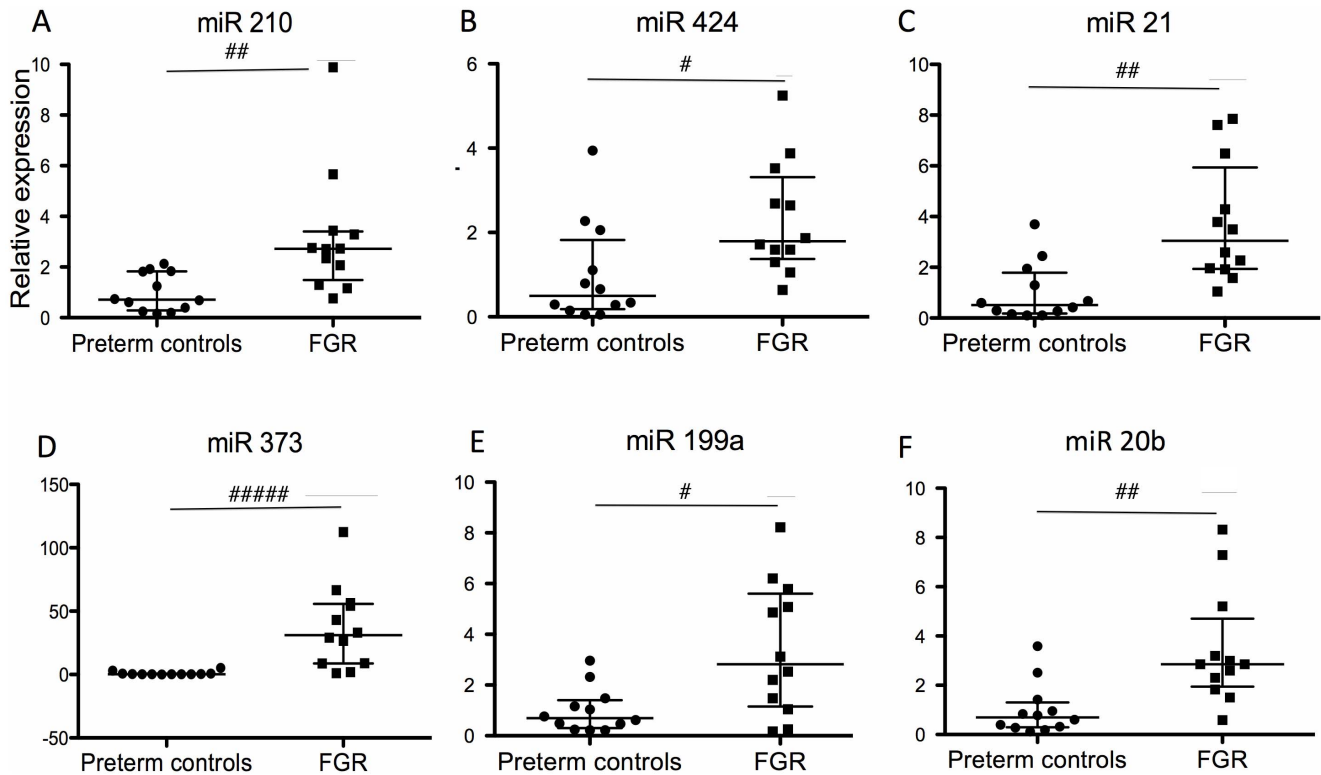 A
miR 210
##
Relative expression
10
8
6
4
2
0
Preterm controls
FGR
B
miR 424
#
6
4
2
0
Preterm controls
FGR
C
miR 21
##
10
8
6
4
2
0
Preterm controls
FGR
D
miR 373
#####
150
100
50
0
-50
Preterm controls
FGR
E
miR 199a
#
10
8
6
4
2
0
Preterm controls
FGR
F
miR 20b
##
10
8
6
4
2
0
Preterm controls
FGR